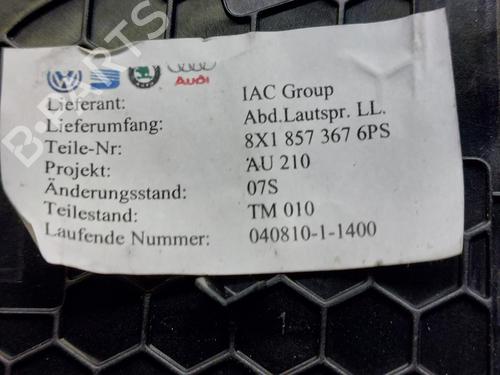 Audi
Lieferant: IAC Group
Lieferumfang: Abd.Lautspr. LL.
Teile-Nr: 8X1 857 367 6PS
Projekt: AU 210
Änderungsstand: 07S
Teilestand: TM 010
Laufende Nummer: 040810-1-1400
B-PARTS